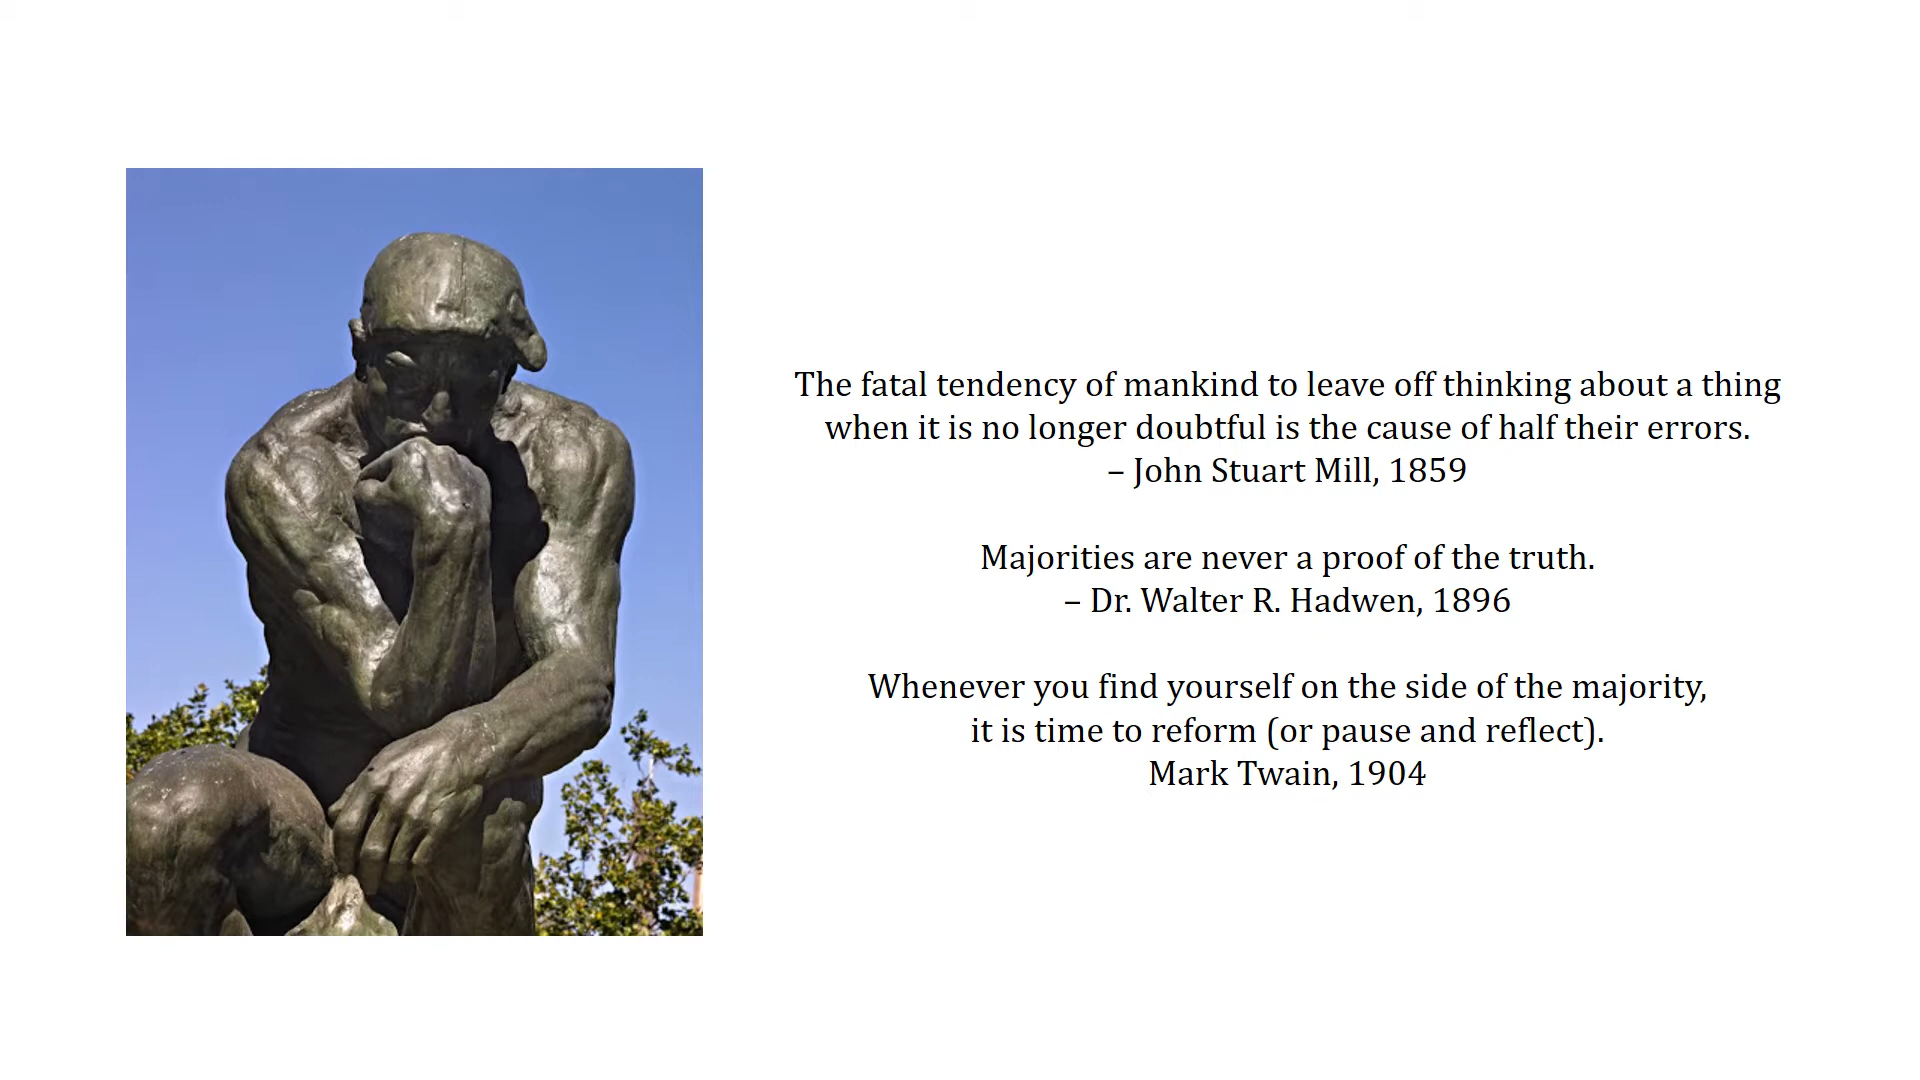 The fatal tendency of mankind to leave off thinking about a thing
when it is no longer doubtful is the cause of half their errors.
– John Stuart Mill, 1859
Majorities are never a proof of the truth.
– Dr. Walter R. Hadwen, 1896
Whenever you find yourself on the side of the majority,
it is time to reform (or pause and reflect).
Mark Twain, 1904